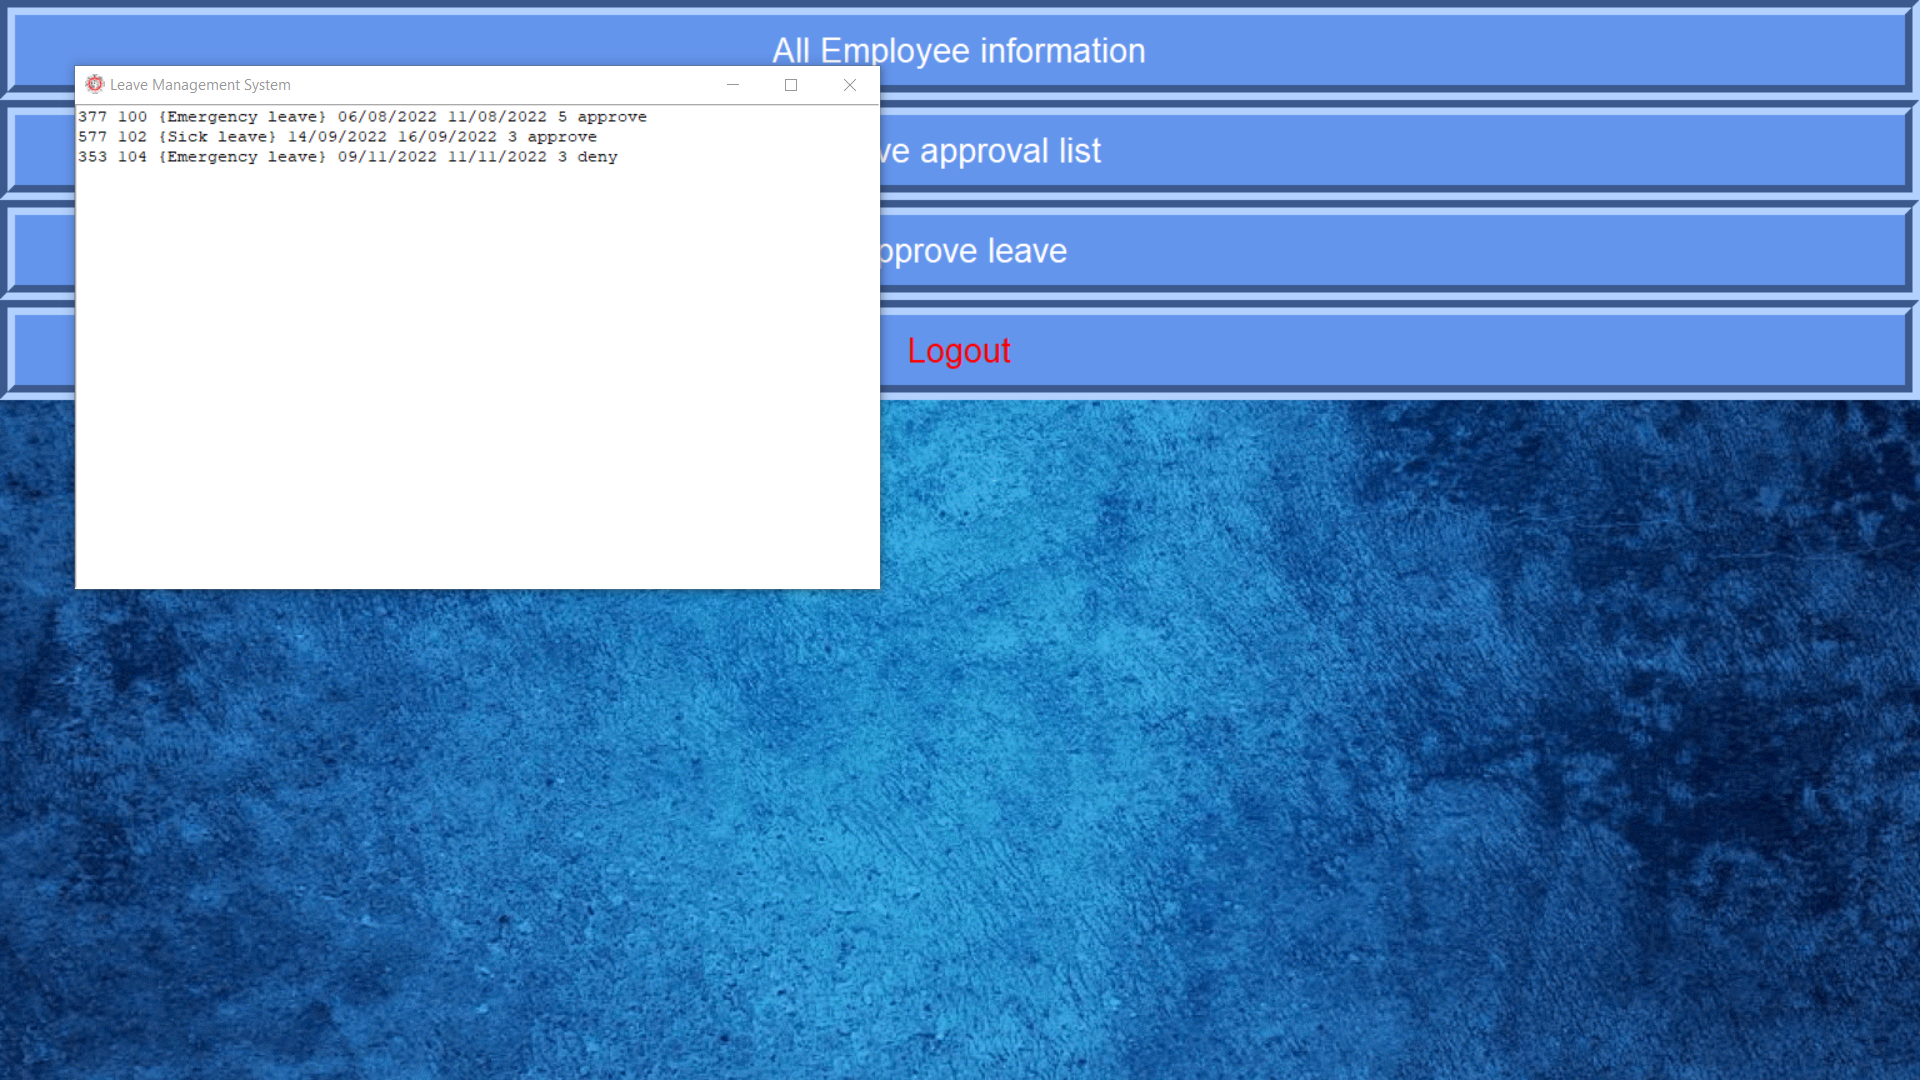 All Employee information
Leave Management System
377 100 {Emergency leave} 06/08/2022 11/08/2022 5 approve
577 102 {Sick leave} 14/09/2022 16/09/2022 3 approve
353 104 {Emergency leave} 09/11/2022 11/11/2022 3 deny
ve approval list
pprove leave
Logout